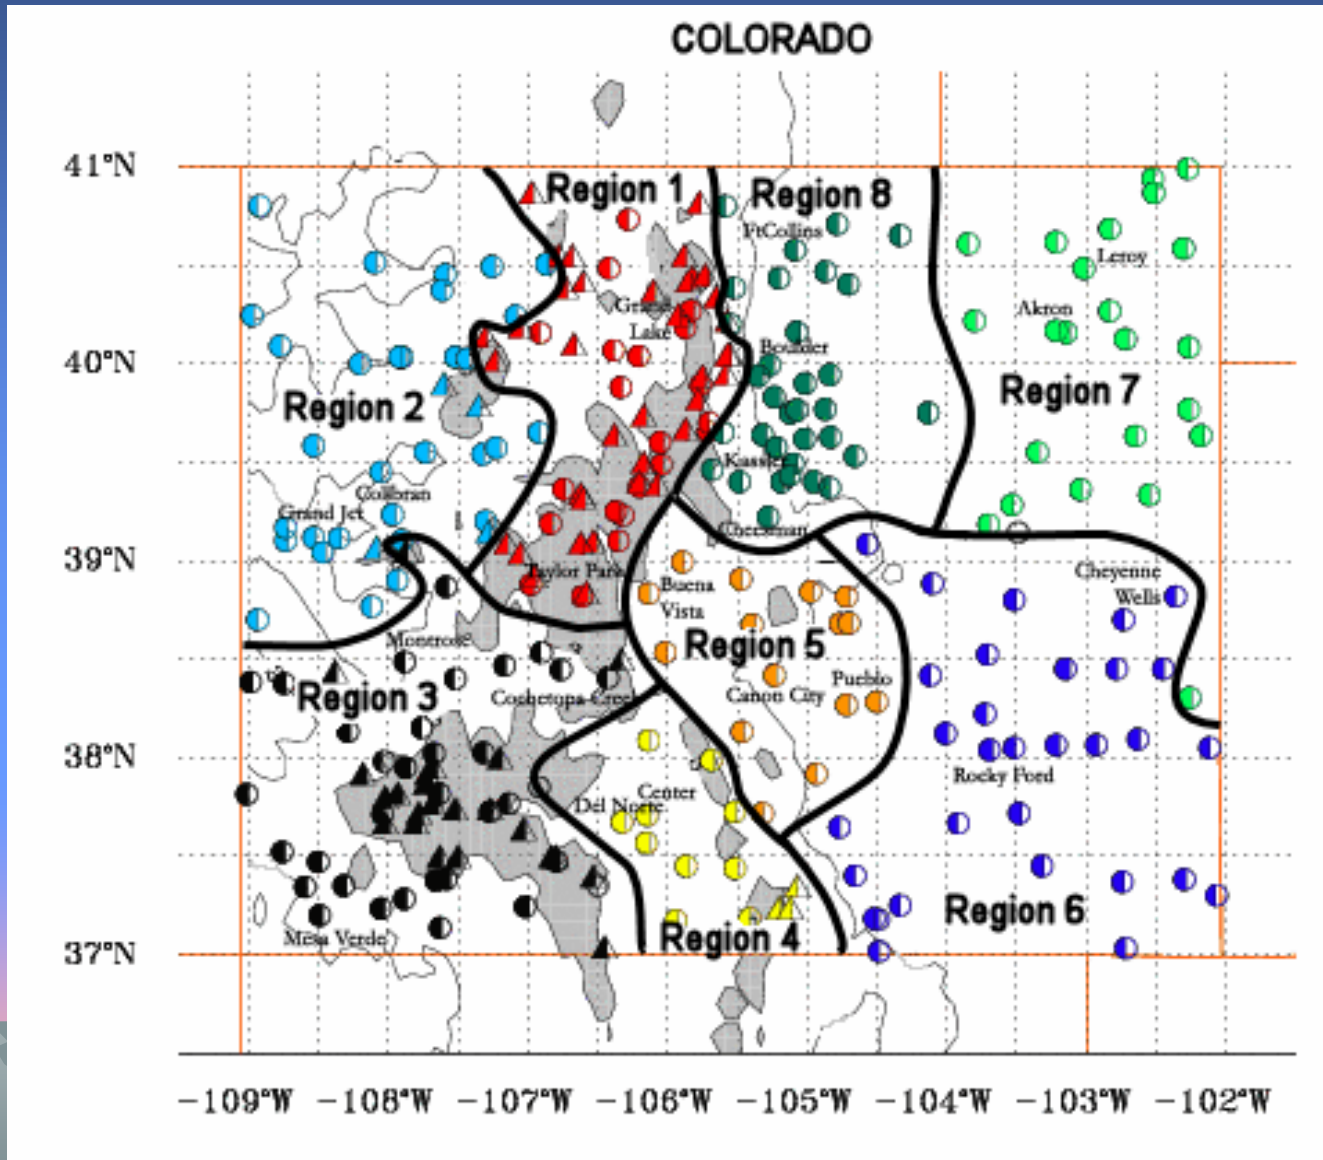 COLORADO
41°N
Region 1
Region 8
FtCollins
Leroy
Grand
Lake
Akron
Boulder
40°N
Region 7
Region 2
Kassler
Collbran
Grand Jct
Cheesman
39°N
Taylor Park
Buena
Vista
Cheyenne
Wells
Montrose
Region 5
Region 3
Cochetopa Creek
Canon City
Pueblo
38°N
Rocky Ford
Del Norte
Center
Region 6
Mesa Verde
Region 4
37°N
-109°W -108°W -107°W -106°W -105°W -104°W -103°W -102°W